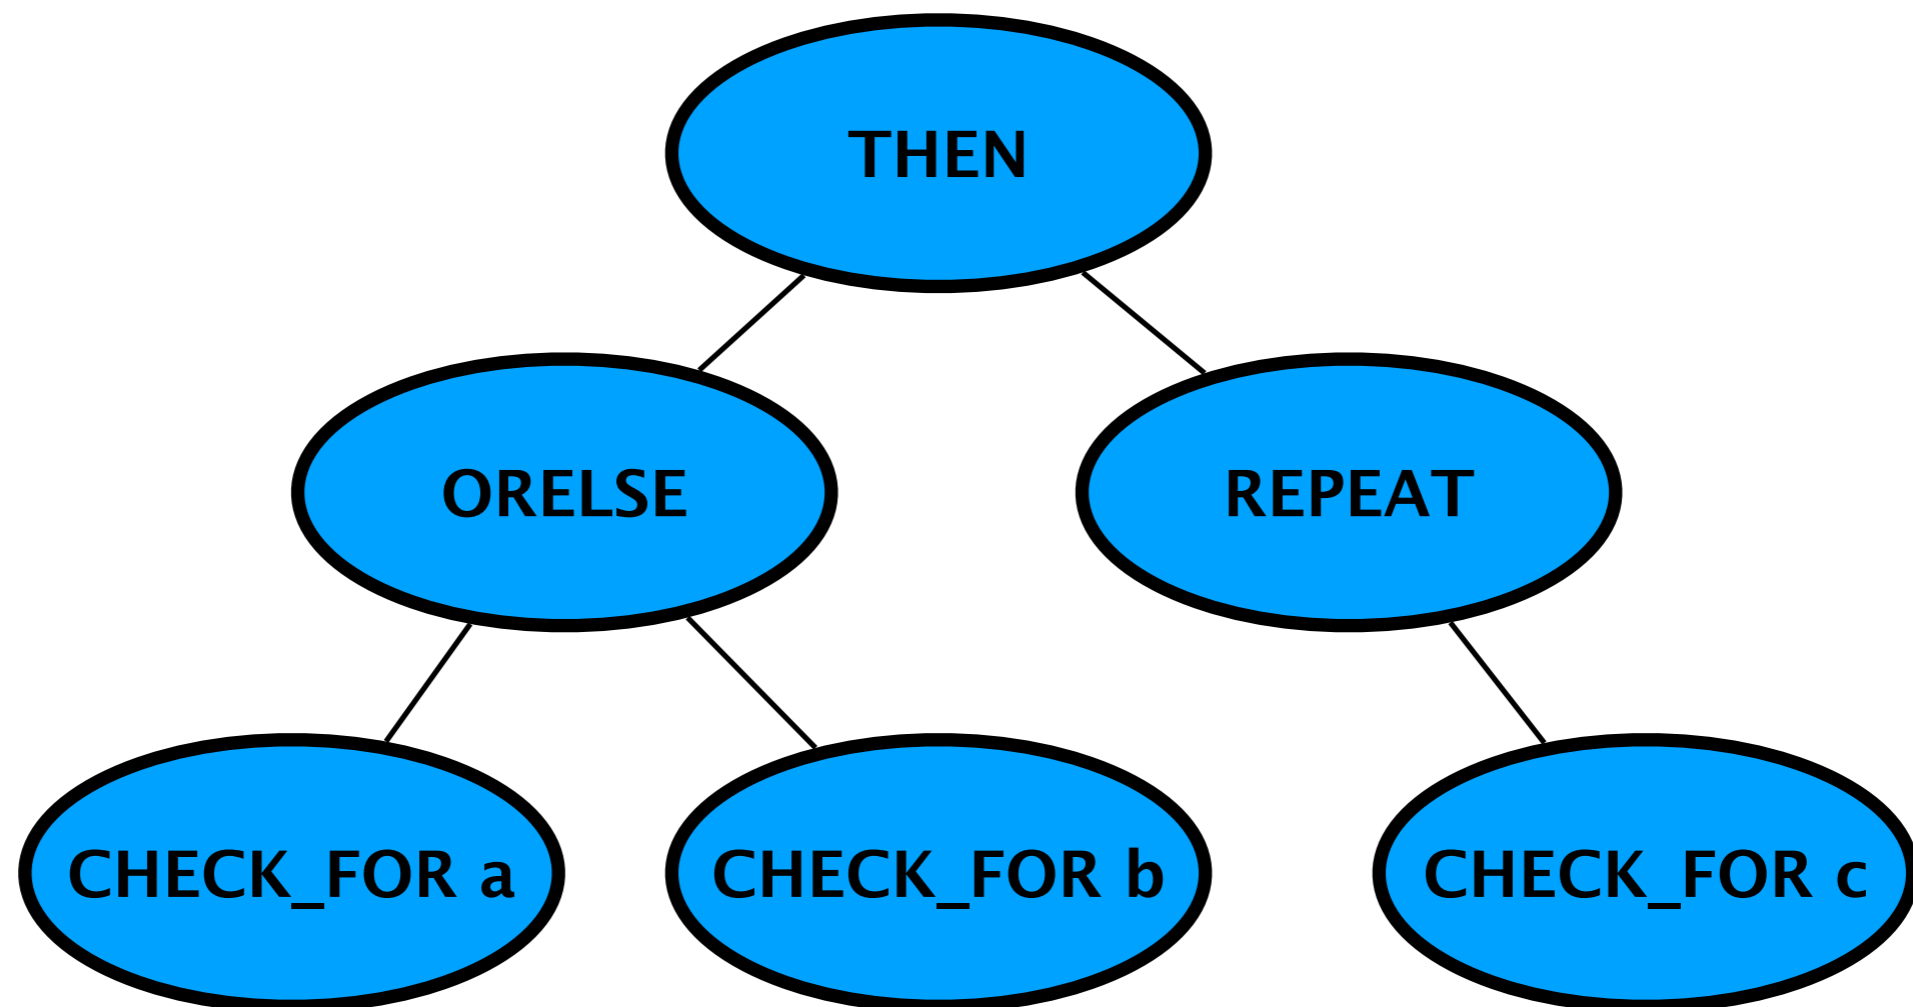 THEN
ORELSE
REPEAT
CHECK_FOR a
CHECK_FOR b
CHECK_FOR c